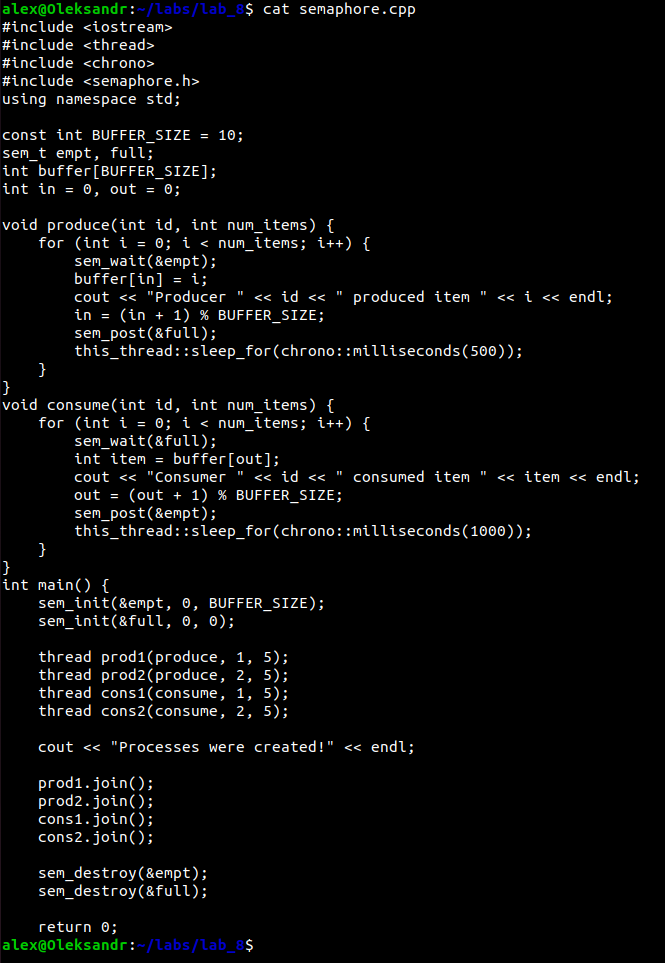 alex@Oleksandr:~/labs/lab_8$ cat semaphore.cpp
#include <iostream>
#include <thread>
#include <chrono>
#include <semaphore.h>
using namespace std;

const int BUFFER_SIZE = 10;
sem_t empt, full;
int buffer[BUFFER_SIZE];
int in = 0, out = 0;

void produce(int id, int num_items) {
    for (int i = 0; i < num_items; i++) {
        sem_wait(&empt);
        buffer[in] = i;
        cout << "Producer " << id << " produced item " << i << endl;
        in = (in + 1) % BUFFER_SIZE;
        sem_post(&full);
        this_thread::sleep_for(chrono::milliseconds(500));
    }
}
void consume(int id, int num_items) {
    for (int i = 0; i < num_items; i++) {
        sem_wait(&full);
        int item = buffer[out];
        cout << "Consumer " << id << " consumed item " << item << endl;
        out = (out + 1) % BUFFER_SIZE;
        sem_post(&empt);
        this_thread::sleep_for(chrono::milliseconds(1000));
    }
}
int main() {
    sem_init(&empt, 0, BUFFER_SIZE);
    sem_init(&full, 0, 0);

    thread prod1(produce, 1, 5);
    thread prod2(produce, 2, 5);
    thread cons1(consume, 1, 5);
    thread cons2(consume, 2, 5);

    cout << "Processes were created!" << endl;

    prod1.join();
    prod2.join();
    cons1.join();
    cons2.join();

    sem_destroy(&empt);
    sem_destroy(&full);

    return 0;
alex@Oleksandr:~/labs/lab_8$